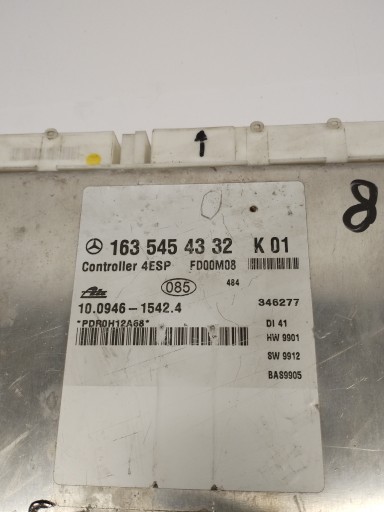 8
163 545 43 32 K 01
Controller 4ESP FD00M08
085 484
Ate 346277
10.0946-1542.4
*PDR0H12A68* DI 41
HW 9901
SW 9912
BAS9905